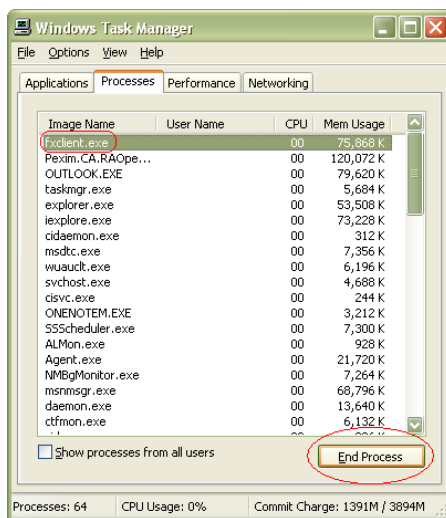 Windows Task Manager
File Options View Help
Applications Processes Performance Networking
Image Name User Name CPU Mem Usage
fxclient.exe 00 75,868 K
Pexim.CA.RAOpe... 00 120,072 K
OUTLOOK.EXE 00 79,620 K
taskmgr.exe 00 5,684 K
explorer.exe 00 53,508 K
iexplore.exe 00 73,228 K
cidaemon.exe 00 312 K
msdtc.exe 00 7,356 K
wuauclt.exe 00 6,196 K
svchost.exe 00 4,688 K
cisvc.exe 00 244 K
ONENOTEM.EXE 00 3,212 K
SSScheduler.exe 00 7,300 K
ALMon.exe 00 928 K
Agent.exe 00 21,720 K
NMBgMonitor.exe 00 7,264 K
msnmsgr.exe 00 68,796 K
daemon.exe 00 13,640 K
ctfmon.exe 00 6,132 K
Show processes from all users End Process
Processes: 64 CPU Usage: 0% Commit Charge: 1391M / 3894M